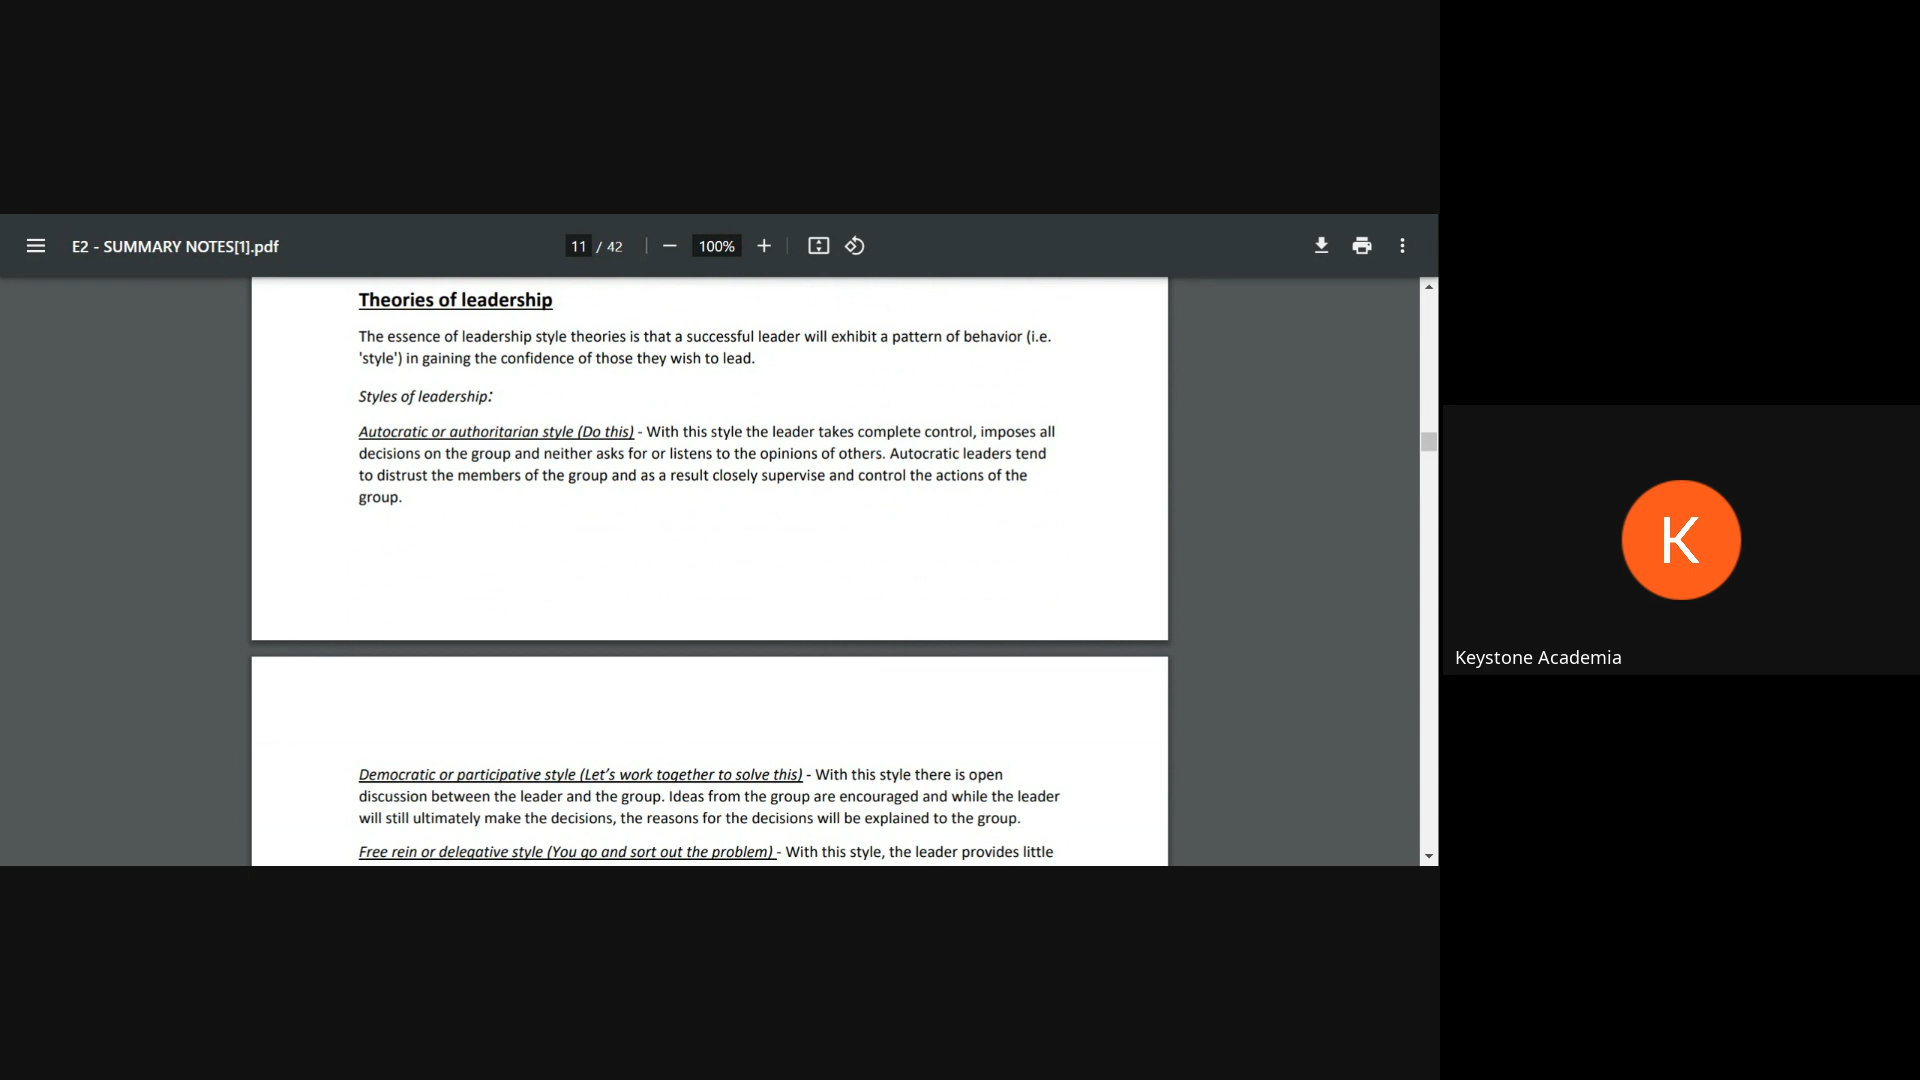 E2 - SUMMARY NOTES[1].pdf
11 / 42
100%
Theories of leadership
The essence of leadership style theories is that a successful leader will exhibit a pattern of behavior (i.e.
'style') in gaining the confidence of those they wish to lead.
Styles of leadership:
Autocratic or authoritarian style (Do this) - With this style the leader takes complete control, imposes all
decisions on the group and neither asks for or listens to the opinions of others. Autocratic leaders tend
to distrust the members of the group and as a result closely supervise and control the actions of the
group.
Democratic or participative style (Let’s work together to solve this) - With this style there is open
discussion between the leader and the group. Ideas from the group are encouraged and while the leader
will still ultimately make the decisions, the reasons for the decisions will be explained to the group.
Free rein or delegative style (You go and sort out the problem) - With this style, the leader provides little
K
Keystone Academia